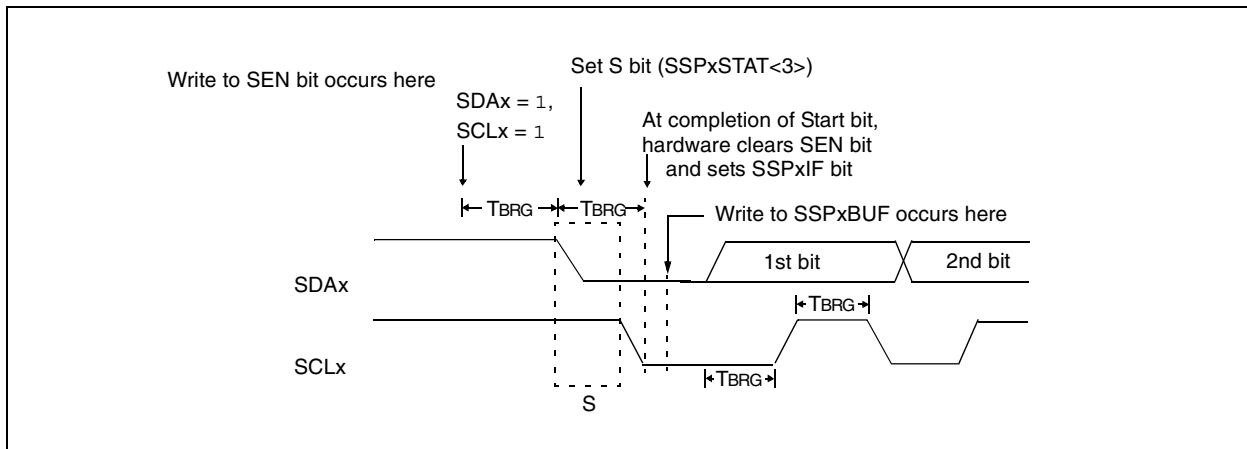 Write to SEN bit occurs here
Set S bit (SSPxSTAT<3>)
SDAx = 1,
SCLx = 1
At completion of Start bit,
hardware clears SEN bit
and sets SSPxIF bit
TBRG
TBRG
Write to SSPxBUF occurs here
SDAx
1st bit
2nd bit
TBRG
SCLx
TBRG
S